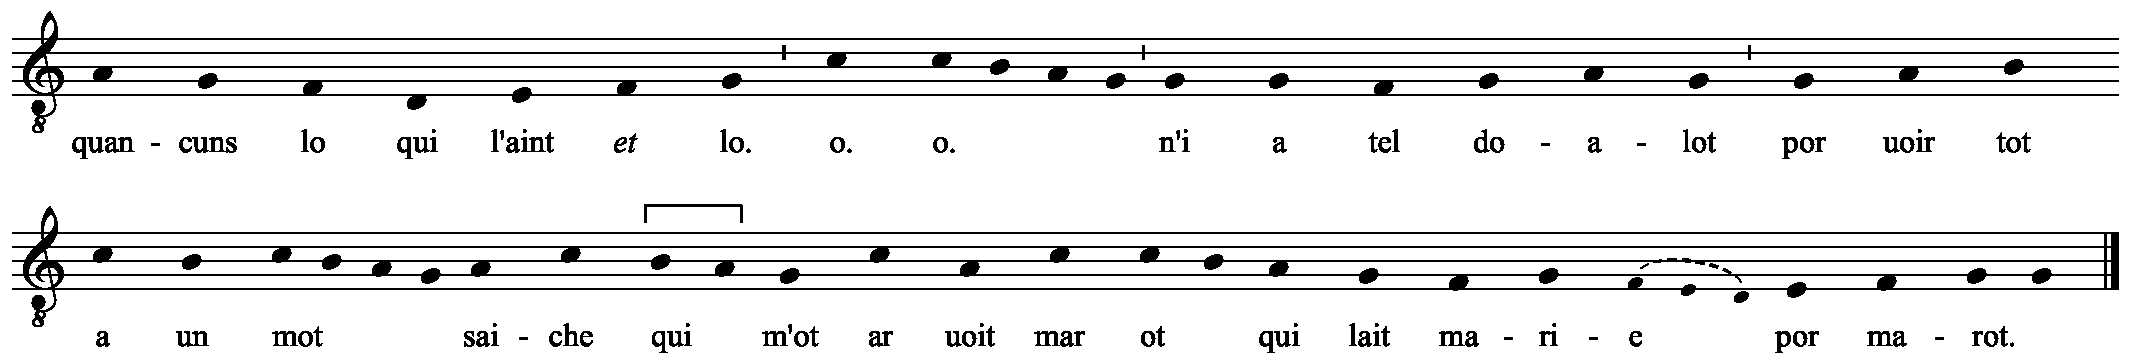 quan - cuns lo qui l'aint et lo. o. o. n'i a tel do - a - lot por uoir tot
a un mot sai - che qui m'ot ar uoit mar ot qui lait ma - ri - e por ma - rot.